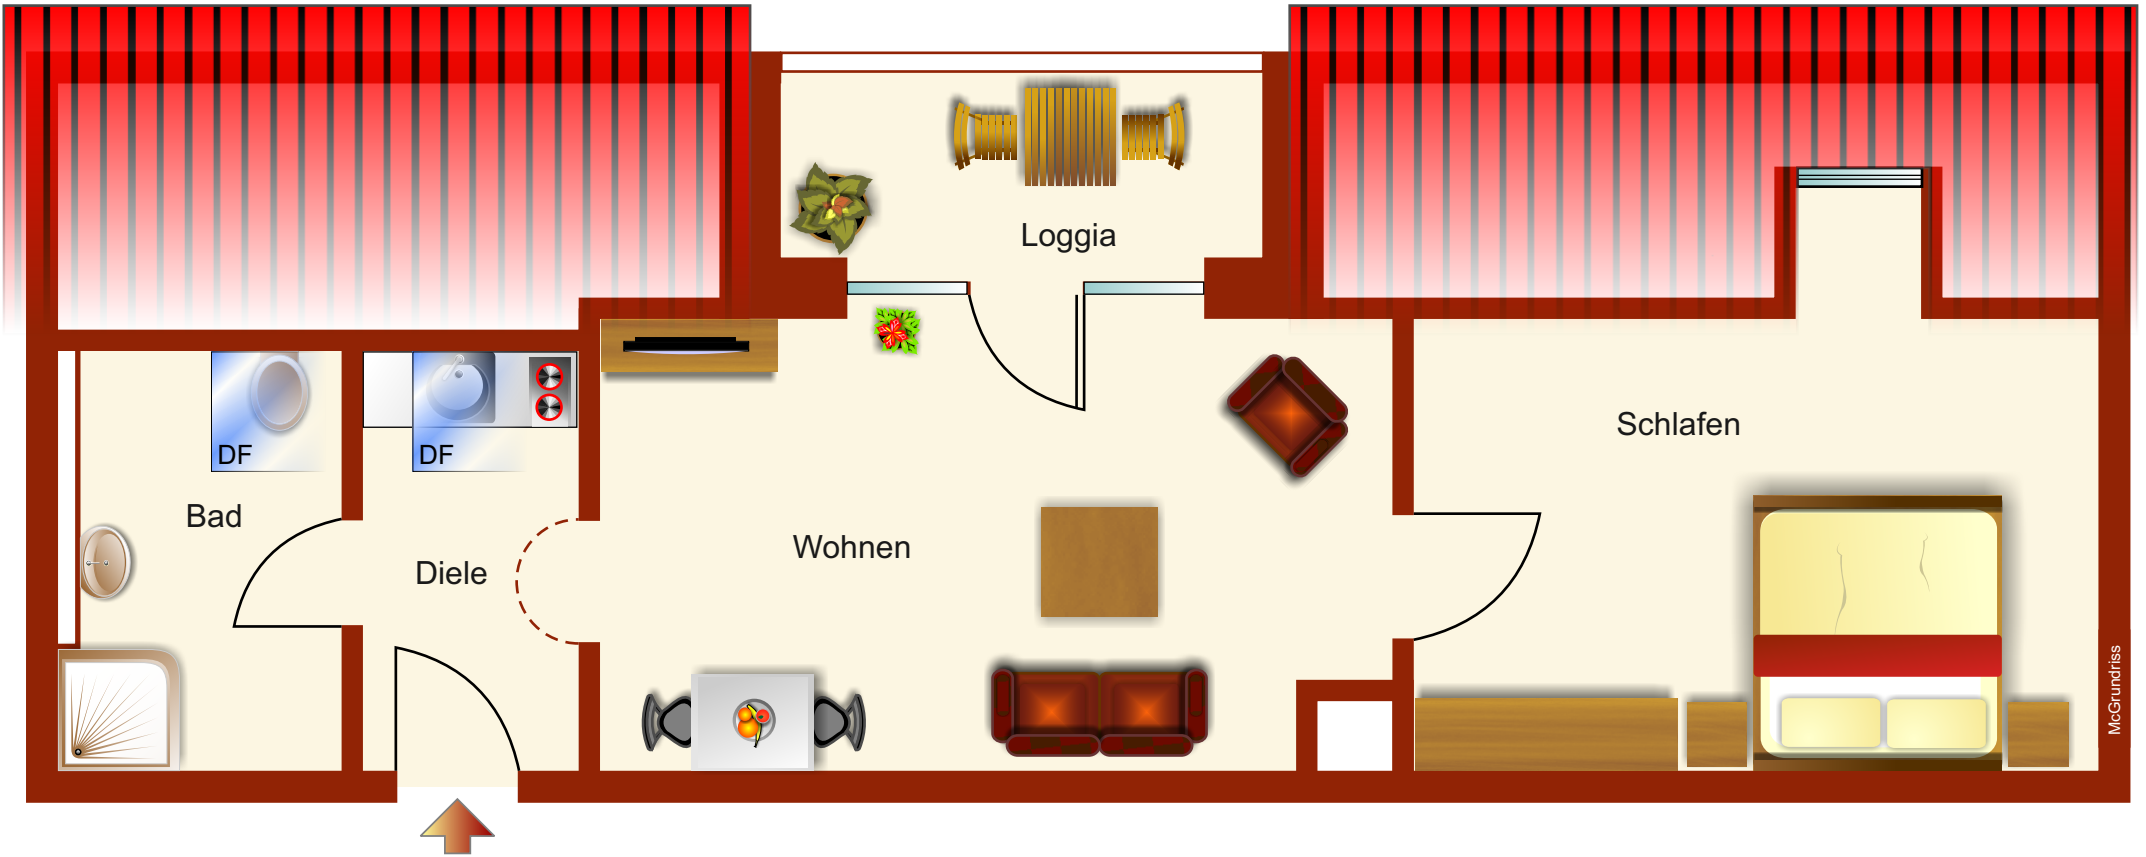 Loggia
Schlafen
DF
DF
Bad
Wohnen
Diele
McGrundriss